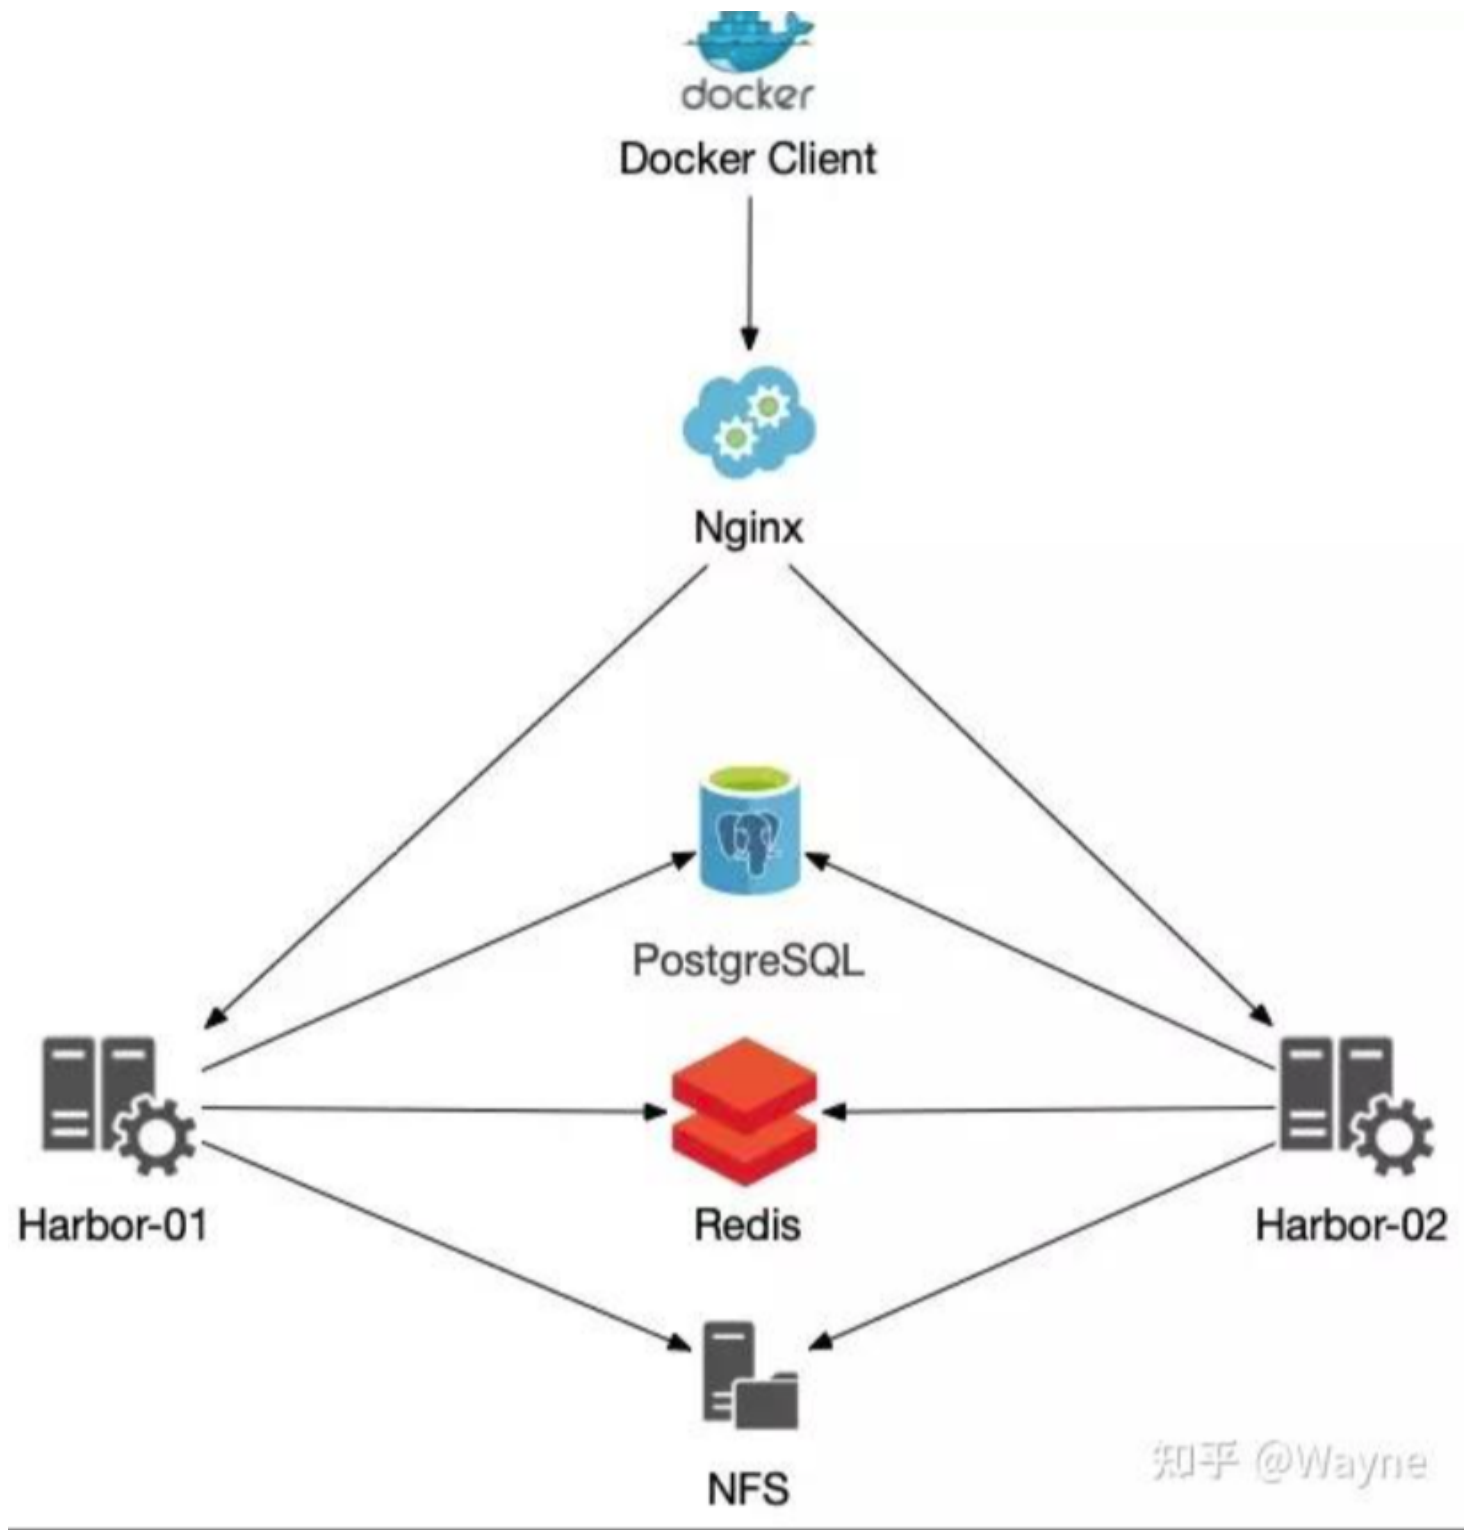 docker
Docker Client
Nginx
PostgreSQL
Redis
Harbor-01
Harbor-02
NFS
知乎 @Wayne